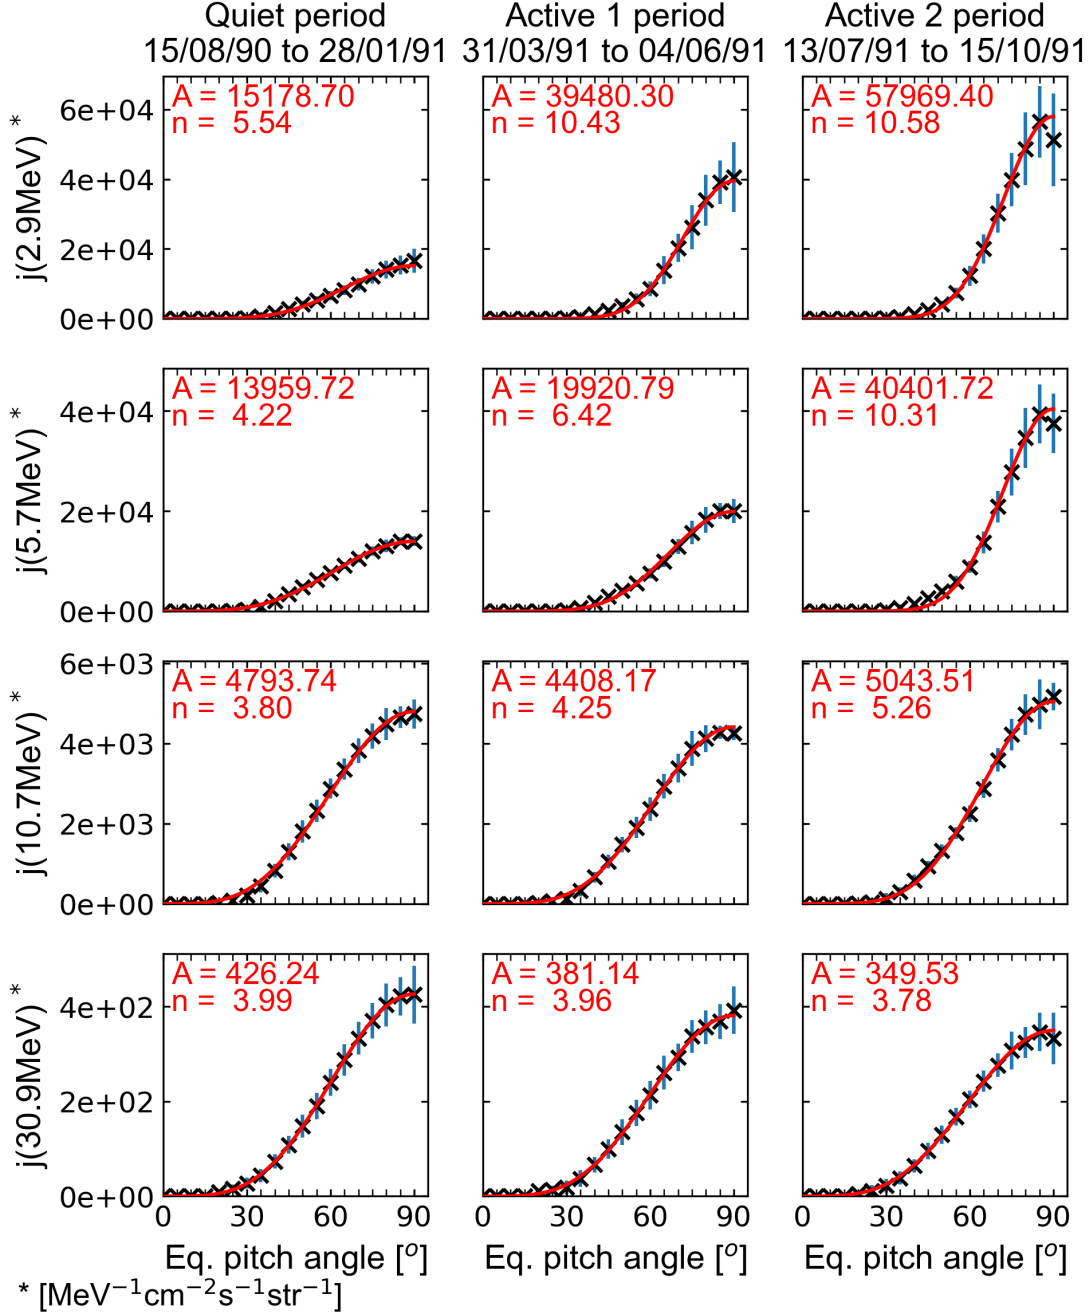 Quiet period Active 1 period Active 2 period
15/08/90 to 28/01/91 31/03/91 to 04/06/91 13/07/91 to 15/10/91
j(2.9MeV) *
6e+04
4e+04
2e+04
0e+00
A = 15178.70
n = 5.54
A = 39480.30
n = 10.43
A = 57969.40
n = 10.58
j(5.7MeV) *
4e+04
2e+04
0e+00
A = 13959.72
n = 4.22
A = 19920.79
n = 6.42
A = 40401.72
n = 10.31
j(10.7MeV) *
6e+03
4e+03
2e+03
0e+00
A = 4793.74
n = 3.80
A = 4408.17
n = 4.25
A = 5043.51
n = 5.26
j(30.9MeV) *
4e+02
2e+02
0e+00
A = 426.24
n = 3.99
A = 381.14
n = 3.96
A = 349.53
n = 3.78
0 30 60 90 0 30 60 90 0 30 60 90
Eq. pitch angle [°] Eq. pitch angle [°] Eq. pitch angle [°]
* [MeV⁻¹cm⁻²s⁻¹str⁻¹]